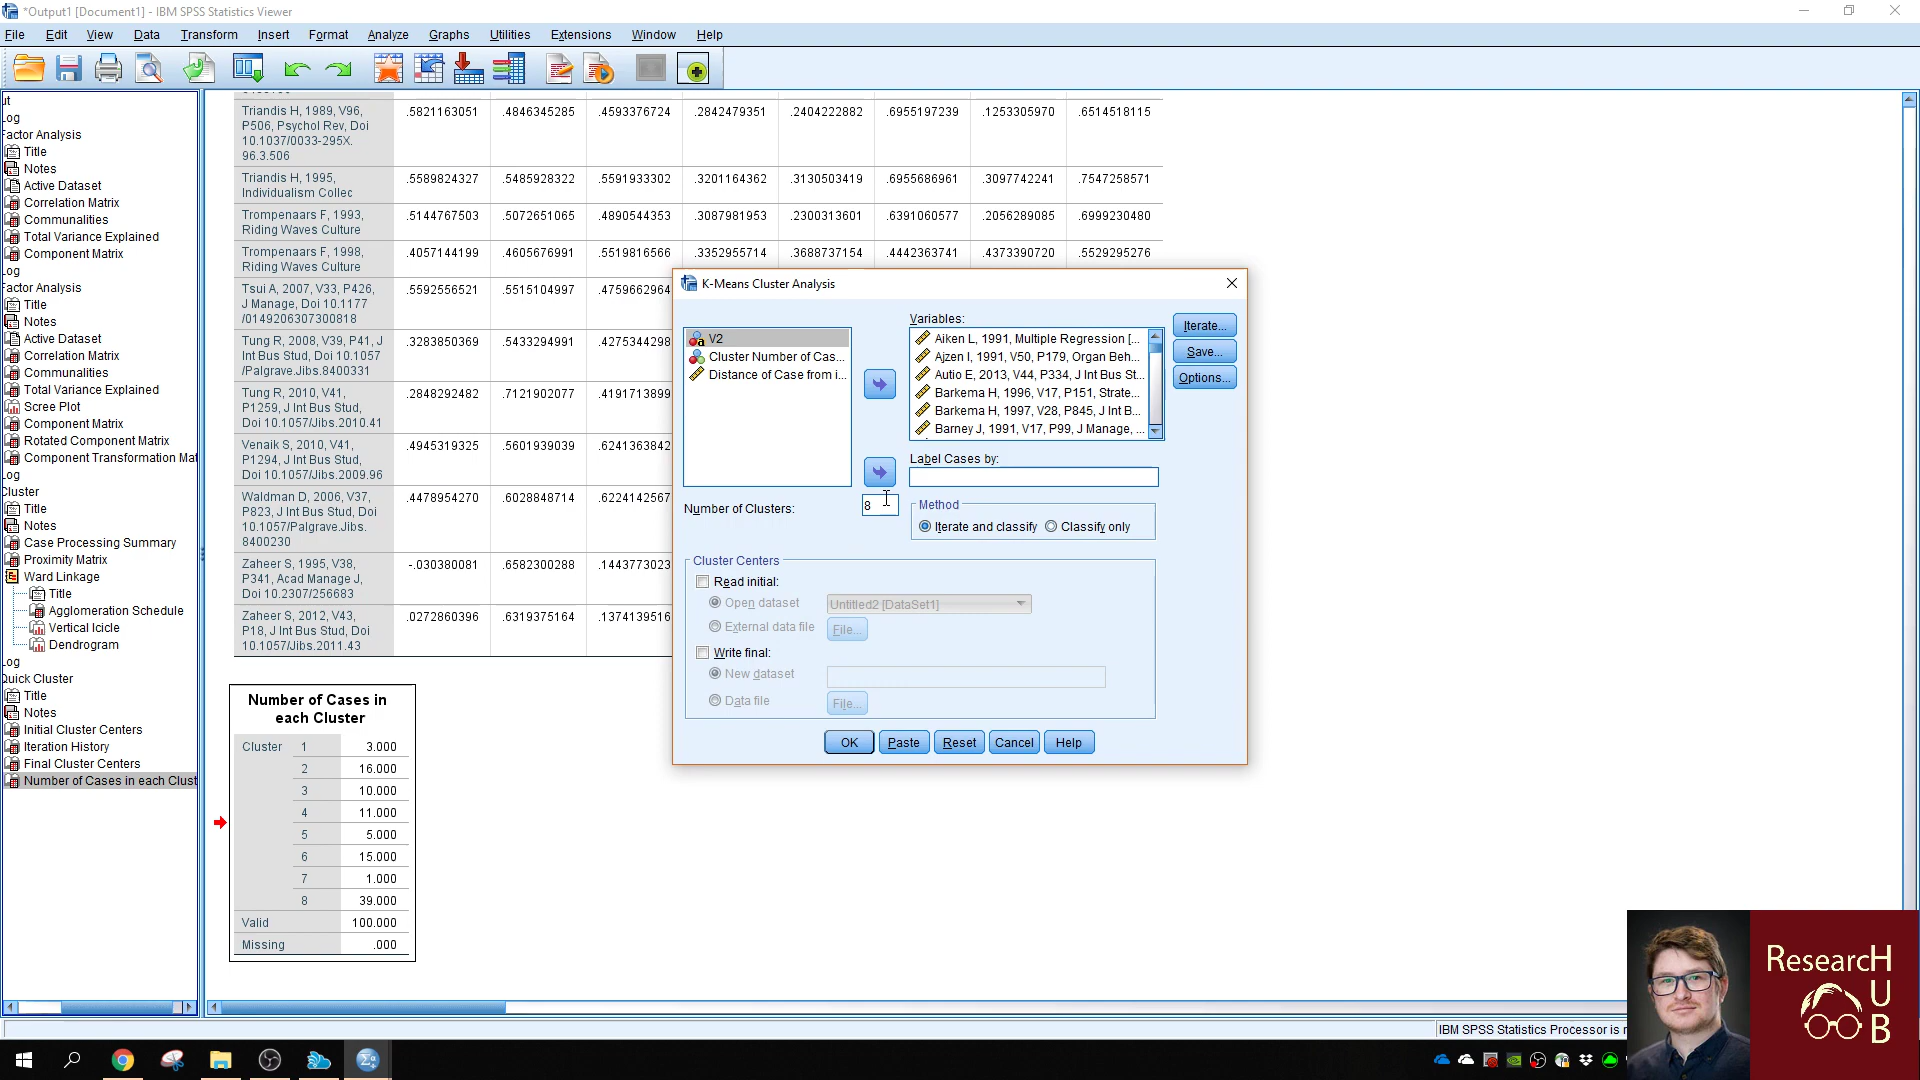 *Output1 [Document1] - IBM SPSS Statistics Viewer
File Edit View Data Transform Insert Format Analyze Graphs Utilities Extensions Window Help
Log
Factor Analysis
Title
Notes
Active Dataset
Correlation Matrix
Communalities
Total Variance Explained
Component Matrix
Log
Factor Analysis
Title
Notes
Active Dataset
Correlation Matrix
Communalities
Total Variance Explained
Scree Plot
Component Matrix
Rotated Component Matrix
Component Transformation Mat
Log
Cluster
Title
Notes
Case Processing Summary
Proximity Matrix
Ward Linkage
Title
Agglomeration Schedule
Vertical Icicle
Dendrogram
Log
Quick Cluster
Title
Notes
Initial Cluster Centers
Iteration History
Final Cluster Centers
Number of Cases in each Clust
Triandis H, 1989, V96, .5821163051 .4846345285 .4593376724 .2842479351 .2404222882 .6955197239 .1253305970 .6514518115
P506, Psychol Rev, Doi
10.1037/0033-295X.
96.3.506
Triandis H, 1995, .5589824327 .5485928322 .5591933302 .3201164362 .3130503419 .6955686961 .3097742241 .7547258571
Individualism Collec
Trompenaars F, 1993, .5144767503 .5072651065 .4890544353 .3087981953 .2300313601 .6391060577 .2056289085 .6999230480
Riding Waves Culture
Trompenaars F, 1998, .4057144199 .4605676991 .5519816566 .3352955714 .3688737154 .4442363741 .4373390720 .5529295276
Riding Waves Culture
Tsui A, 2007, V33, P426, .5592556521 .5515104997 .4759662964
J Manage, Doi 10.1177
/0149206307300818
Tung R, 2008, V39, P41, J .3283850369 .5433294991 .4275344298
Int Bus Stud, Doi 10.1057
/Palgrave.Jibs.8400331
Tung R, 2010, V41, .2848292482 .7121902077 .4191713899
P1259, J Int Bus Stud,
Doi 10.1057/Jibs.2010.41
Venaik S, 2010, V41, .4945319325 .5601939039 .6241363842
P1294, J Int Bus Stud,
Doi 10.1057/Jibs.2009.96
Waldman D, 2006, V37, .4478954270 .6028848714 .6224142567
P823, J Int Bus Stud, Doi
10.1057/Palgrave.Jibs.
8400230
Zaheer S, 1995, V38, -.030380081 .6582300288 .1443773023
P341, Acad Manage J,
Doi 10.2307/256683
Zaheer S, 2012, V43, .0272860396 .6319375164 .1374139516
P18, J Int Bus Stud, Doi
10.1057/Jibs.2011.43
Number of Cases in
each Cluster
Cluster 1 3.000
2 16.000
3 10.000
4 11.000
5 5.000
6 15.000
7 1.000
8 39.000
Valid 100.000
Missing .000
K-Means Cluster Analysis
V2
Cluster Number of Cas...
Distance of Case from i...
Variables:
Aiken L, 1991, Multiple Regression [...
Ajzen I, 1991, V50, P179, Organ Beh...
Autio E, 2013, V44, P334, J Int Bus St...
Barkema H, 1996, V17, P151, Strate...
Barkema H, 1997, V28, P845, J Int B...
Barney J, 1991, V17, P99, J Manage, ...
Iterate...
Save...
Options...
Label Cases by:
Number of Clusters: 8
Method
Iterate and classify Classify only
Cluster Centers
Read initial:
Open dataset Untitled2 [DataSet1]
External data file File...
Write final:
New dataset
Data file File...
OK Paste Reset Cancel Help
IBM SPSS Statistics Processor is r
ResearcH
U
B